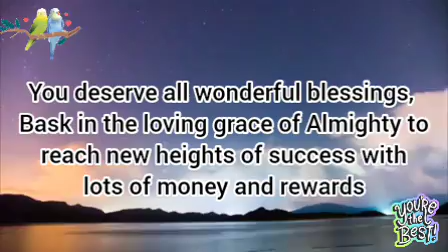 You deserve all wonderful blessings,
Bask in the loving grace of Almighty to
reach new heights of success with
lots of money and rewards
YOU'RE
the
BEST!